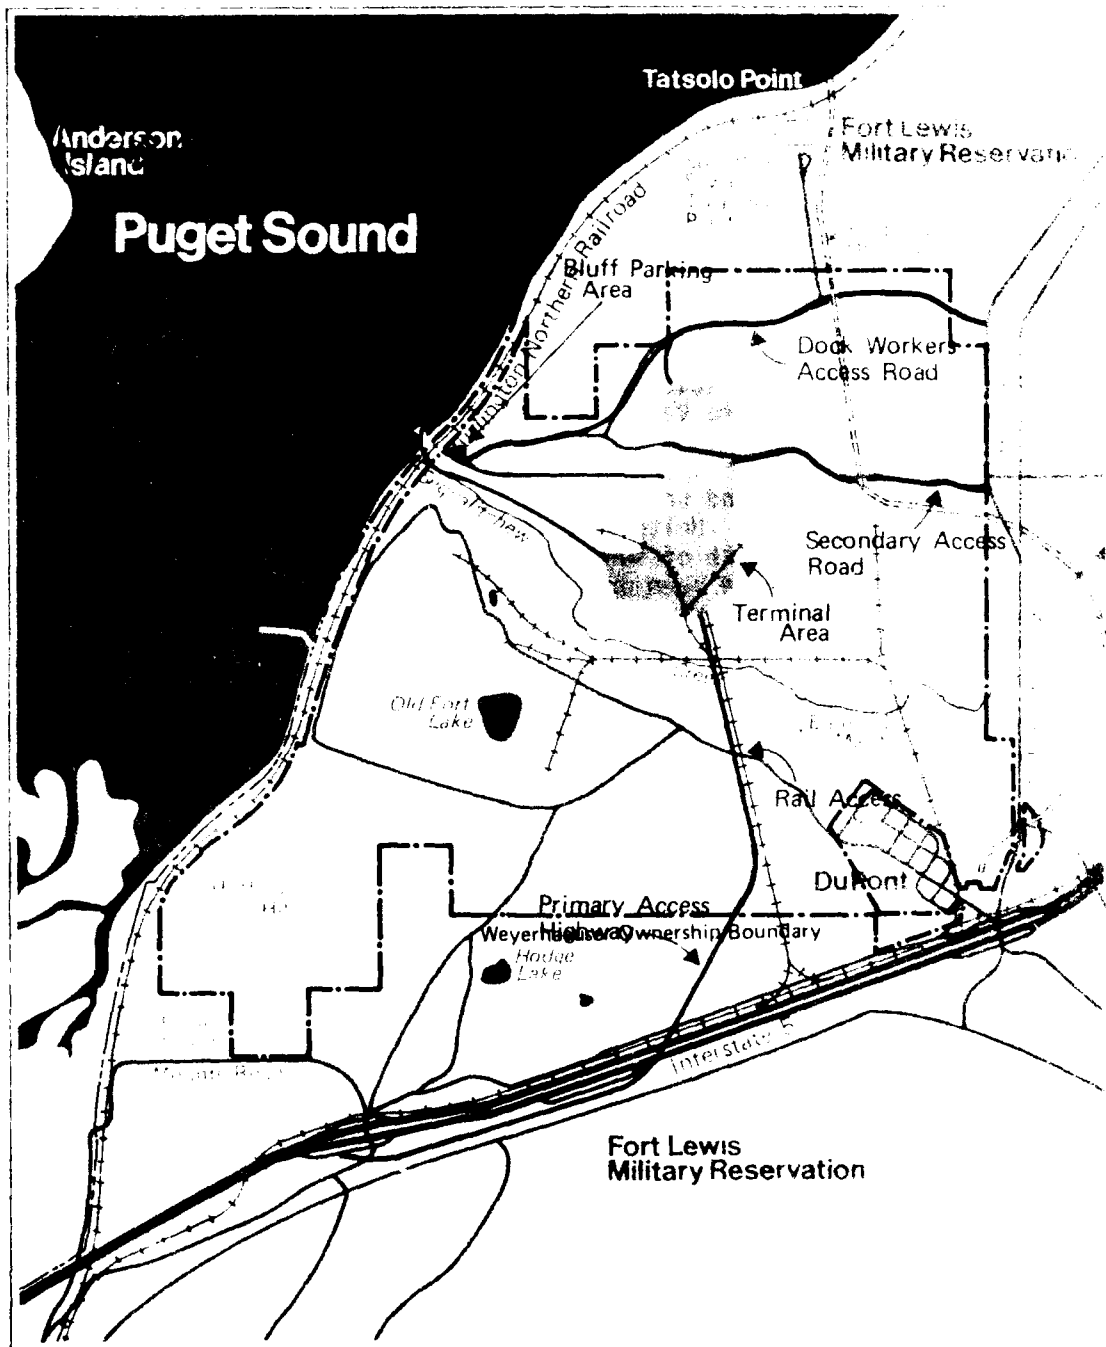 Tatsolo Point
Anderson
Island
Fort Lewis
Military Reservati
Puget Sound
Northern Railroad
Bluff Parking
Area
Dock Workers
Access Road
Secondary Access
Road
Terminal
Area
Old Fort
Lake
Rail Access
DuPont
Primary Access
Highway
Weyerhaeuser Ownership Boundary
Hodge
Lake
Interstate 5
Fort Lewis
Military Reservation